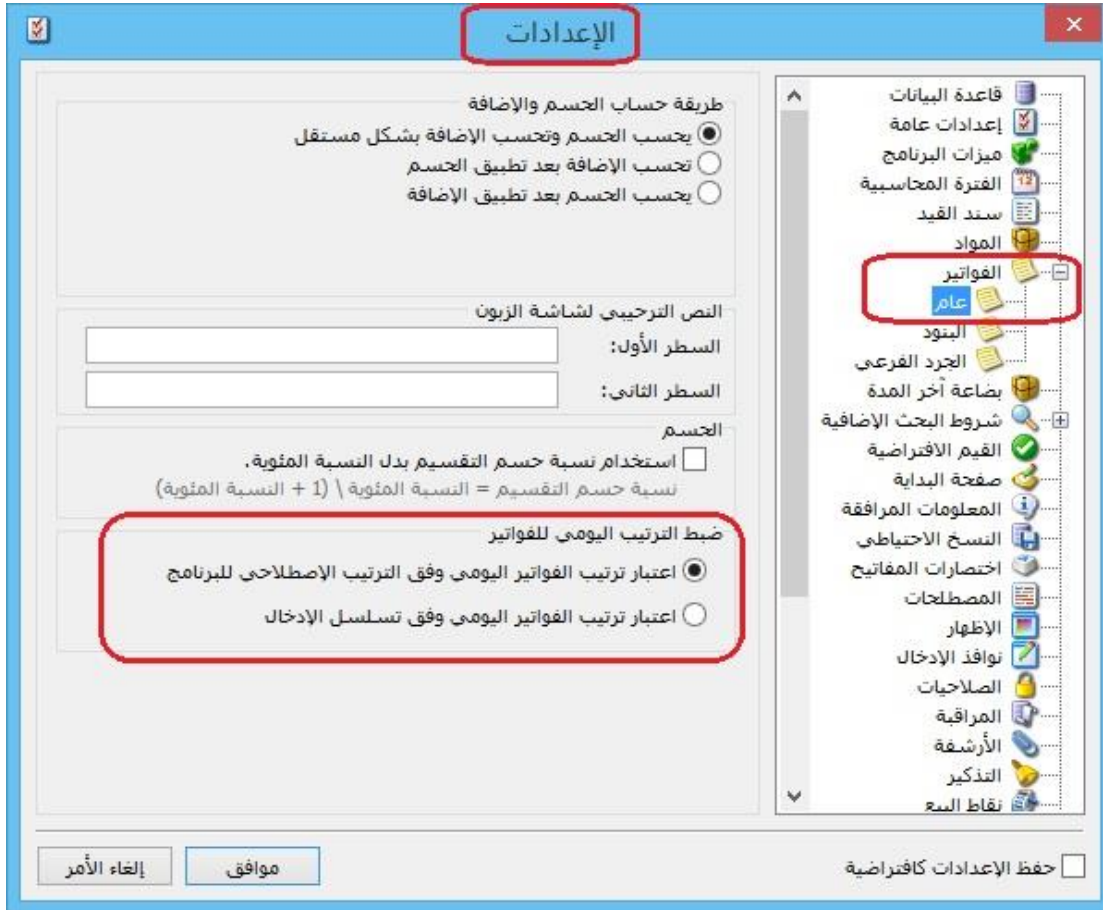 الإعدادات
قاعدة البيانات
إعدادات عامة
ميزات البرنامج
الفترة المحاسبية
12
سند القيد
المواد
الفواتير
عام
البنود
الجرد الفرعي
بضاعة آخر المدة
شروط البحث الإضافية
القيم الافتراضية
صفحة البداية
المعلومات المرافقة
النسخ الاحتياطي
اختصارات المفاتيح
المصطلحات
الإظهار
نوافذ الإدخال
الصلاحيات
المراقبة
الأرشفة
التذكير
نقاط البيع
طريقة حساب الحسم والإضافة
يحسب الحسم وتحسب الإضافة بشكل مستقل
تحسب الإضافة بعد تطبيق الحسم
يحسب الحسم بعد تطبيق الإضافة
النص الترحيبي لشاشة الزبون
السطر الأول:
السطر الثاني:
الحسم
استخدام نسبة حسم التقسيم بدل النسبة المئوية.
نسبة حسم التقسيم = النسبة المئوية \ (1 + النسبة المئوية)
ضبط الترتيب اليومي للفواتير
اعتبار ترتيب الفواتير اليومي وفق الترتيب الإصطلاحي للبرنامج
اعتبار ترتيب الفواتير اليومي وفق تسلسل الإدخال
حفظ الإعدادات كافتراضية
موافق
إلغاء الأمر